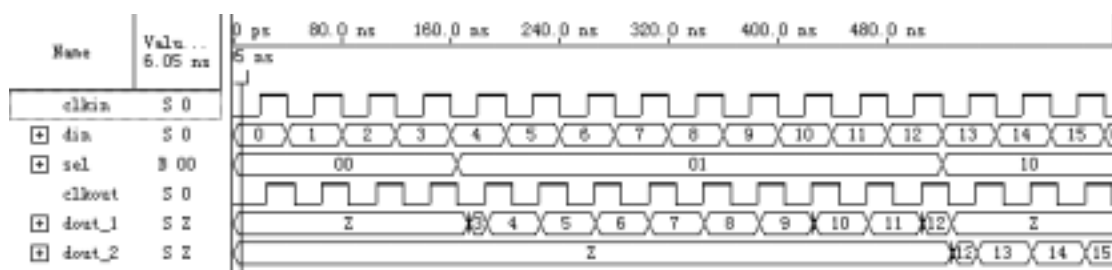 Name Valu... 6.05 ns 0 ps 80.0 ns 160.0 ns 240.0 ns 320.0 ns 400.0 ns 480.0 ns
5 ns
clkin S 0
din S 0 0 1 2 3 4 5 6 7 8 9 10 11 12 13 14 15
sel B 00 00 01 10
clkout S 0
dout_1 S Z Z 3 4 5 6 7 8 9 10 11 12 Z
dout_2 S Z Z 12 13 14 15